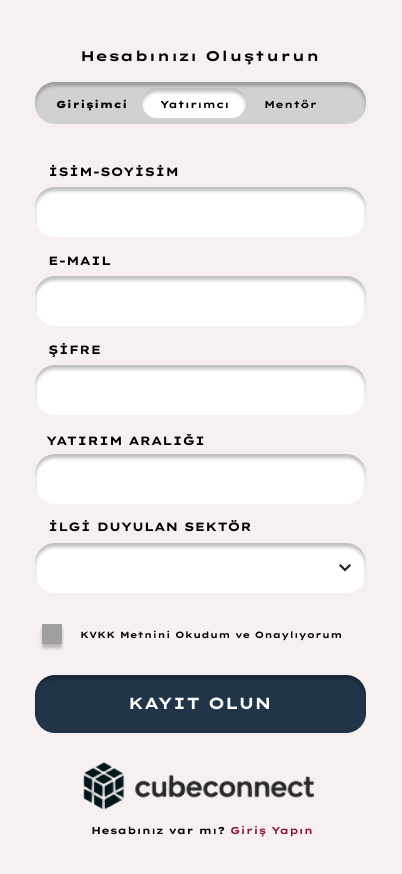 Hesabınızı Oluşturun
Girişimci Yatırımcı Mentör
İSİM-SOYİSİM
E-MAIL
ŞİFRE
YATIRIM ARALIĞI
İLGİ DUYULAN SEKTÖR
KVKK Metnini Okudum ve Onaylıyorum
KAYIT OLUN
cubeconnect
Hesabınız var mı? Giriş Yapın